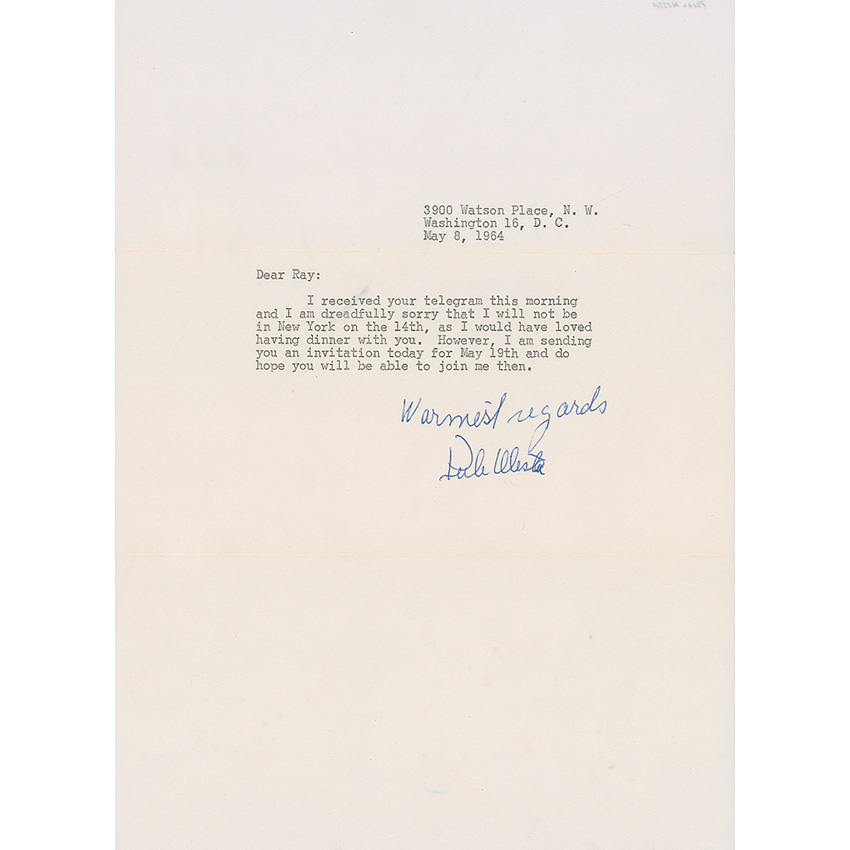 3900 Watson Place, N. W.
Washington 16, D. C.
May 8, 1964
Dear Ray:
I received your telegram this morning
and I am dreadfully sorry that I will not be
in New York on the 14th, as I would have loved
having dinner with you. However, I am sending
you an invitation today for May 19th and do
hope you will be able to join me then.
Warmest regards